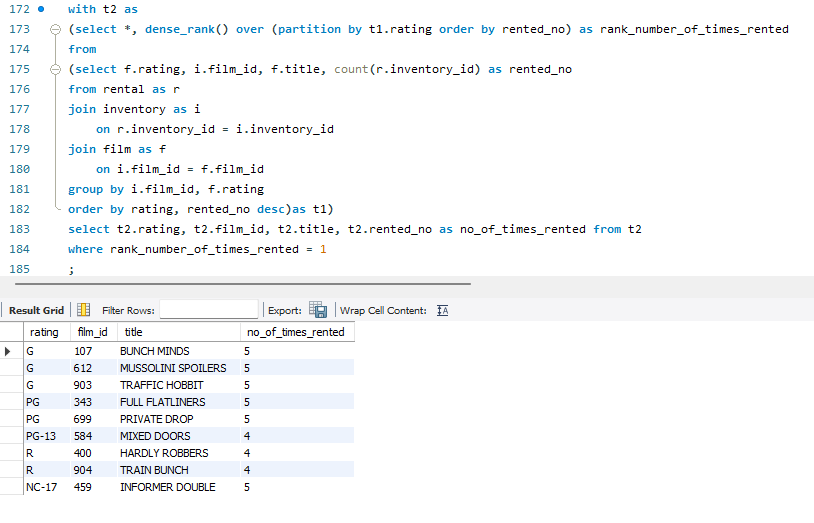 172 with t2 as
173 (select *, dense_rank() over (partition by t1.rating order by rented_no) as rank_number_of_times_rented
174 from
175 (select f.rating, i.film_id, f.title, count(r.inventory_id) as rented_no
176 from rental as r
177 join inventory as i
178 on r.inventory_id = i.inventory_id
179 join film as f
180 on i.film_id = f.film_id
181 group by i.film_id, f.rating
182 order by rating, rented_no desc)as t1)
183 select t2.rating, t2.film_id, t2.title, t2.rented_no as no_of_times_rented from t2
184 where rank_number_of_times_rented = 1
185 ;
Result Grid Filter Rows: Export: Wrap Cell Content: IA
rating film_id title no_of_times_rented
G 107 BUNCH MINDS 5
G 612 MUSSOLINI SPOILERS 5
G 903 TRAFFIC HOBBIT 5
PG 343 FULL FLATLINERS 5
PG 699 PRIVATE DROP 5
PG-13 584 MIXED DOORS 4
R 400 HARDLY ROBBERS 4
R 904 TRAIN BUNCH 4
NC-17 459 INFORMER DOUBLE 5